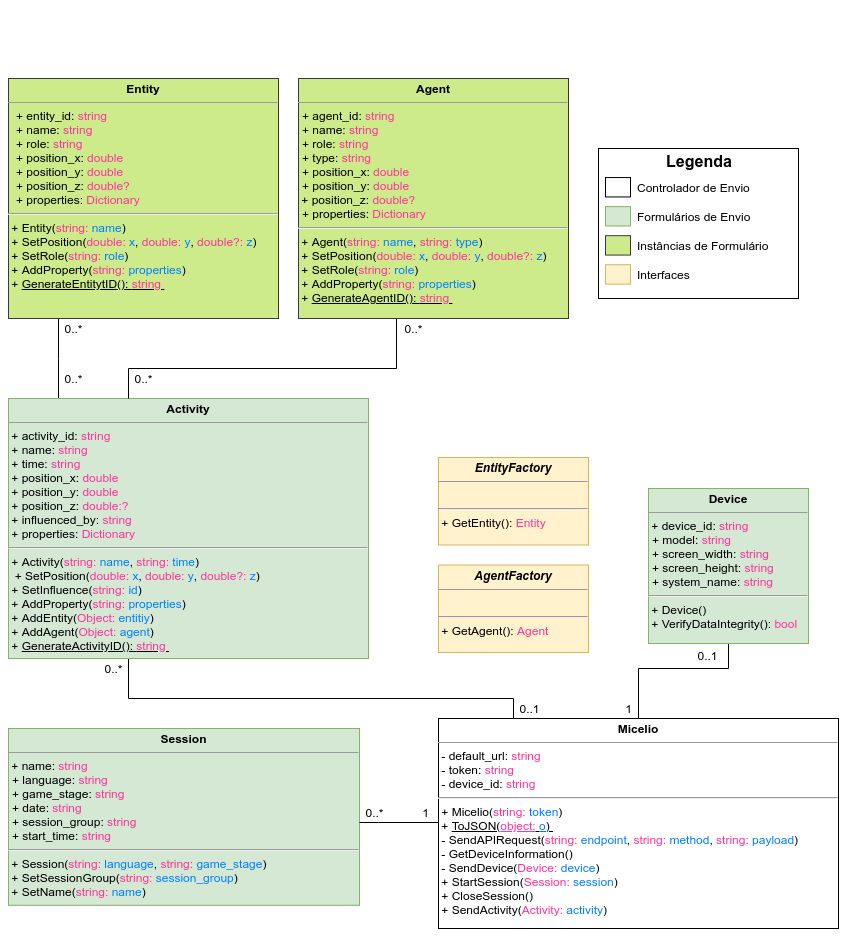 Entity
+ entity_id: string
+ name: string
+ role: string
+ position_x: double
+ position_y: double
+ position_z: double?
+ properties: Dictionary
+ Entity(string: name)
+ SetPosition(double: x, double: y, double?: z)
+ SetRole(string: role)
+ AddProperty(string: properties)
+ GenerateEntitytID(): string
Agent
+ agent_id: string
+ name: string
+ role: string
+ type: string
+ position_x: double
+ position_y: double
+ position_z: double?
+ properties: Dictionary
+ Agent(string: name, string: type)
+ SetPosition(double: x, double: y, double?: z)
+ SetRole(string: role)
+ AddProperty(string: properties)
+ GenerateAgentID(): string
Legenda
Controlador de Envio
Formulários de Envio
Instâncias de Formulário
Interfaces
0..*
0..*
0..*
0..*
Activity
+ activity_id: string
+ name: string
+ time: string
+ position_x: double
+ position_y: double
+ position_z: double:?
+ influenced_by: string
+ properties: Dictionary
+ Activity(string: name, string: time)
+ SetPosition(double: x, double: y, double?: z)
+ SetInfluence(string: id)
+ AddProperty(string: properties)
+ AddEntity(Object: entitiy)
+ AddAgent(Object: agent)
+ GenerateActivityID(): string
EntityFactory
+ GetEntity(): Entity
AgentFactory
+ GetAgent(): Agent
Device
+ device_id: string
+ model: string
+ screen_width: string
+ screen_height: string
+ system_name: string
+ Device()
+ VerifyDataIntegrity(): bool
0..*
0..1
0..1
1
Session
+ name: string
+ language: string
+ game_stage: string
+ date: string
+ session_group: string
+ start_time: string
+ Session(string: language, string: game_stage)
+ SetSessionGroup(string: session_group)
+ SetName(string: name)
0..*
1
Micelio
- default_url: string
- token: string
- device_id: string
+ Micelio(string: token)
+ ToJSON(object: o)
- SendAPIRequest(string: endpoint, string: method, string: payload)
- GetDeviceInformation()
- SendDevice(Device: device)
+ StartSession(Session: session)
+ CloseSession()
+ SendActivity(Activity: activity)